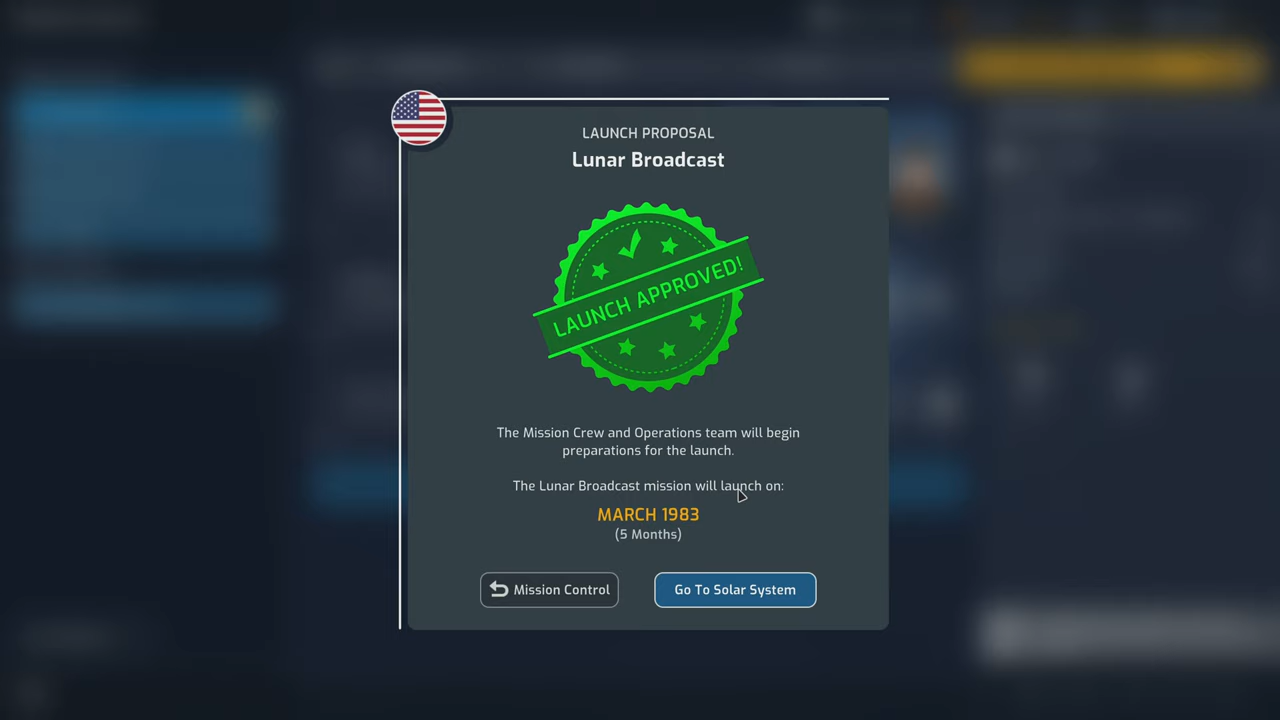 LAUNCH PROPOSAL
Lunar Broadcast
LAUNCH APPROVED!
The Mission Crew and Operations team will begin
preparations for the launch.
The Lunar Broadcast mission will launch on:
MARCH 1983
(5 Months)
Mission Control
Go To Solar System